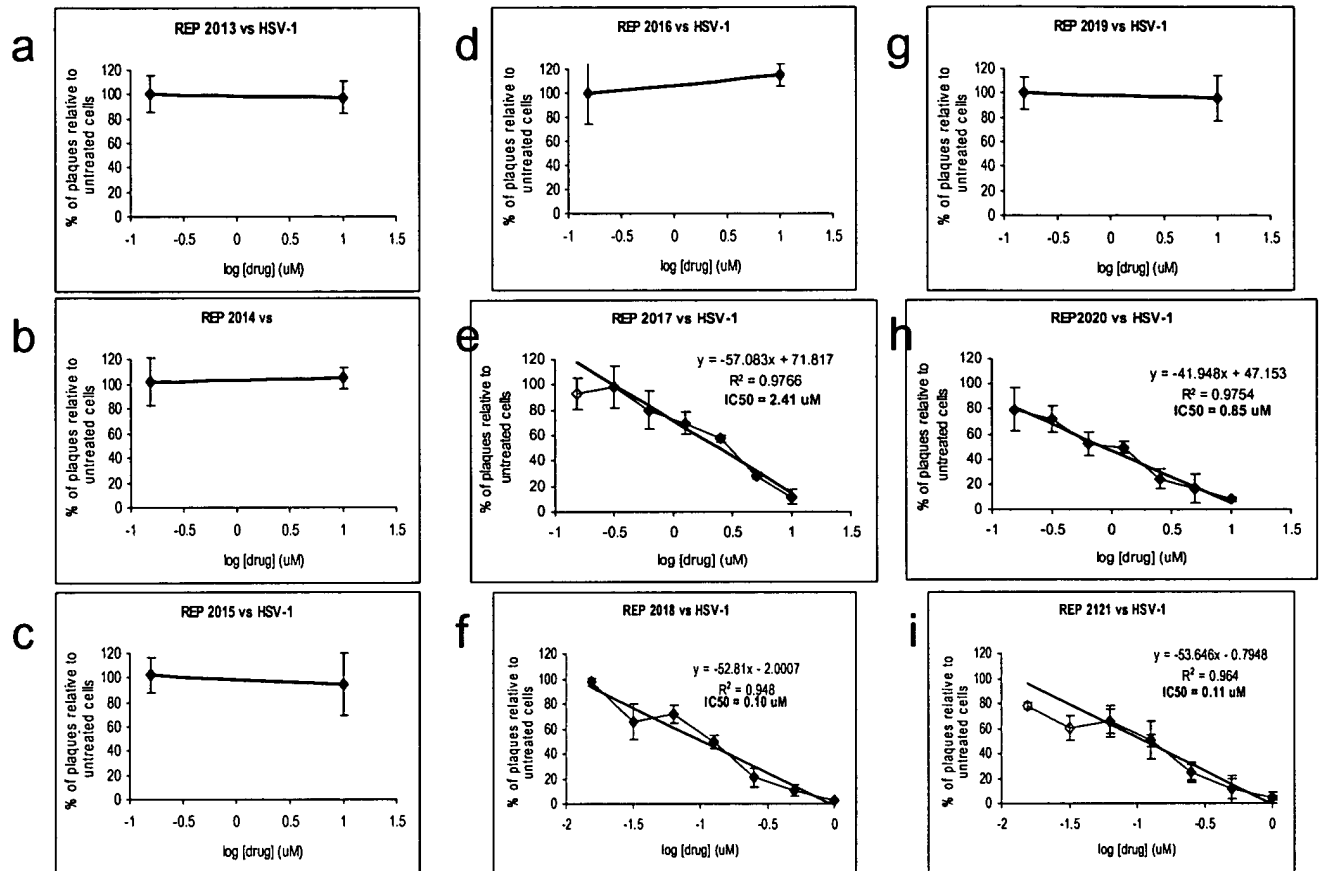 a
REP 2013 vs HSV-1
% of plaques relative to
untreated cells
120
100
80
60
40
20
0
-1 -0.5 0 0.5 1 1.5
log [drug] (uM)
b
REP 2014 vs
% of plaques relative to
untreated cells
120
100
80
60
40
20
0
-1 -0.5 0 0.5 1 1.5
log [drug] (uM)
c
REP 2015 vs HSV-1
% of plaques relative to
untreated cells
120
100
80
60
40
20
0
-1 -0.5 0 0.5 1 1.5
log [drug] (uM)
d
REP 2016 vs HSV-1
% of plaques relative to
untreated cells
120
100
80
60
40
20
0
-1 -0.5 0 0.5 1 1.5
log [drug] (uM)
e
REP 2017 vs HSV-1
% of plaques relative to
untreated cells
120
100
80
60
40
20
0
y = -57.083x + 71.817
R² = 0.9766
IC50 = 2.41 uM
-1 -0.5 0 0.5 1 1.5
log [drug] (uM)
f
REP 2018 vs HSV-1
% of plaques relative to
untreated cells
120
100
80
60
40
20
0
y = -52.81x - 2.0007
R² = 0.948
IC50 = 0.10 uM
-2 -1.5 -1 -0.5 0
log [drug] (uM)
g
REP 2019 vs HSV-1
% of plaques relative to
untreated cells
120
100
80
60
40
20
0
-1 -0.5 0 0.5 1 1.5
log [drug] (uM)
h
REP2020 vs HSV-1
% of plaques relative to
untreated cells
120
100
80
60
40
20
0
y = -41.948x + 47.153
R² = 0.9754
IC50 = 0.85 uM
-1 -0.5 0 0.5 1 1.5
log [drug] (uM)
i
REP 2121 vs HSV-1
% of plaques relative to
untreated cells
120
100
80
60
40
20
0
y = -53.646x - 0.7948
R² = 0.964
IC50 = 0.11 uM
-2 -1.5 -1 -0.5 0
log [drug] (uM)